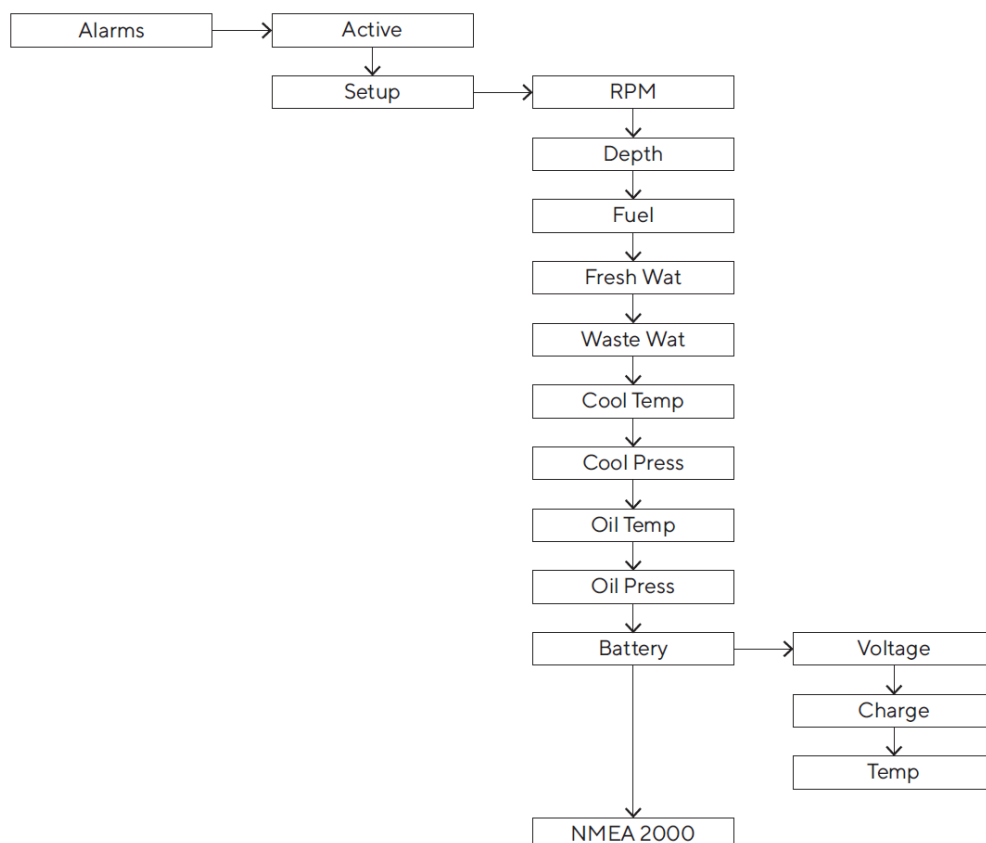 Alarms
Active
Setup
RPM
Depth
Fuel
Fresh Wat
Waste Wat
Cool Temp
Cool Press
Oil Temp
Oil Press
Battery
Voltage
Charge
Temp
NMEA 2000